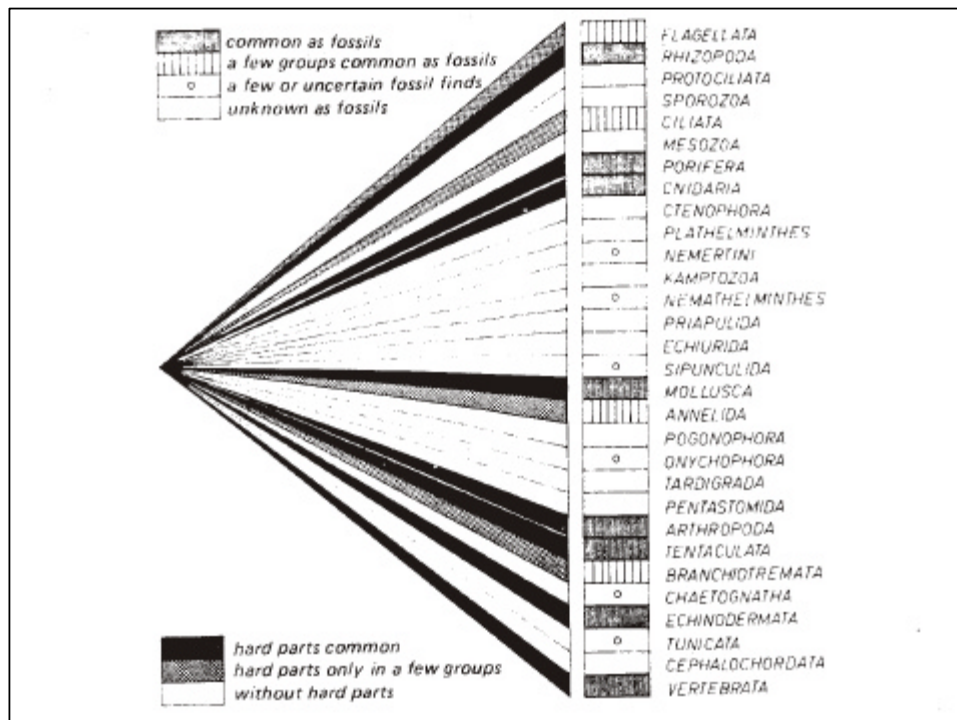 common as fossils
a few groups common as fossils
a few or uncertain fossil finds
unknown as fossils
FLAGELLATA
RHIZOPODA
PROTOCILIATA
SPOROZOA
CILIATA
MESOZOA
PORIFERA
CNIDARIA
CTENOPHORA
PLATHELMINTHES
NEMERTINI
KAMPTOZOA
NEMATHELMINTHES
PRIAPULIDA
ECHIURIDA
SIPUNCULIDA
MOLLUSCA
ANNELIDA
POGONOPHORA
ONYCHOPHORA
TARDIGRADA
PENTASTOMIDA
ARTHROPODA
TENTACULATA
BRANCHIOTREMATA
CHAETOGNATHA
ECHINODERMATA
TUNICATA
CEPHALOCHORDATA
VERTEBRATA
hard parts common
hard parts only in a few groups
without hard parts